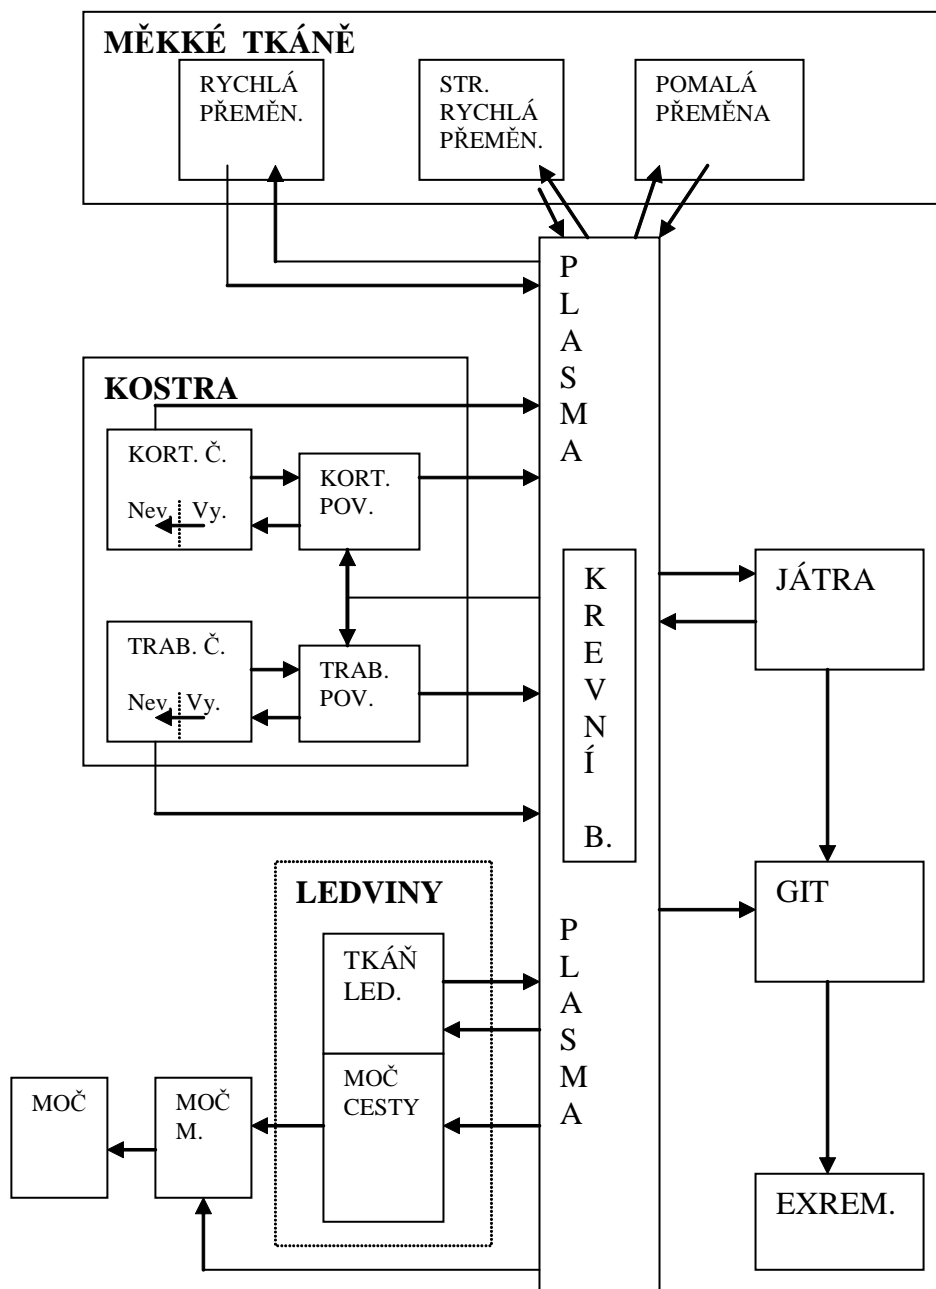 MĚKKÉ TKÁNĚ
RYCHLÁ
PŘEMĚN.
STR.
RYCHLÁ
PŘEMĚN.
POMALÁ
PŘEMĚNA
P
L
A
S
M
A
KOSTRA
KORT. Č.
Nev. Vy.
KORT.
POV.
TRAB. Č.
Nev. Vy.
TRAB.
POV.
K
R
E
V
N
Í
B.
JÁTRA
GIT
LEDVINY
TKÁŇ
LED.
MOČ
CESTY
P
L
A
S
M
A
MOČ
MOČ
M.
EXREM.